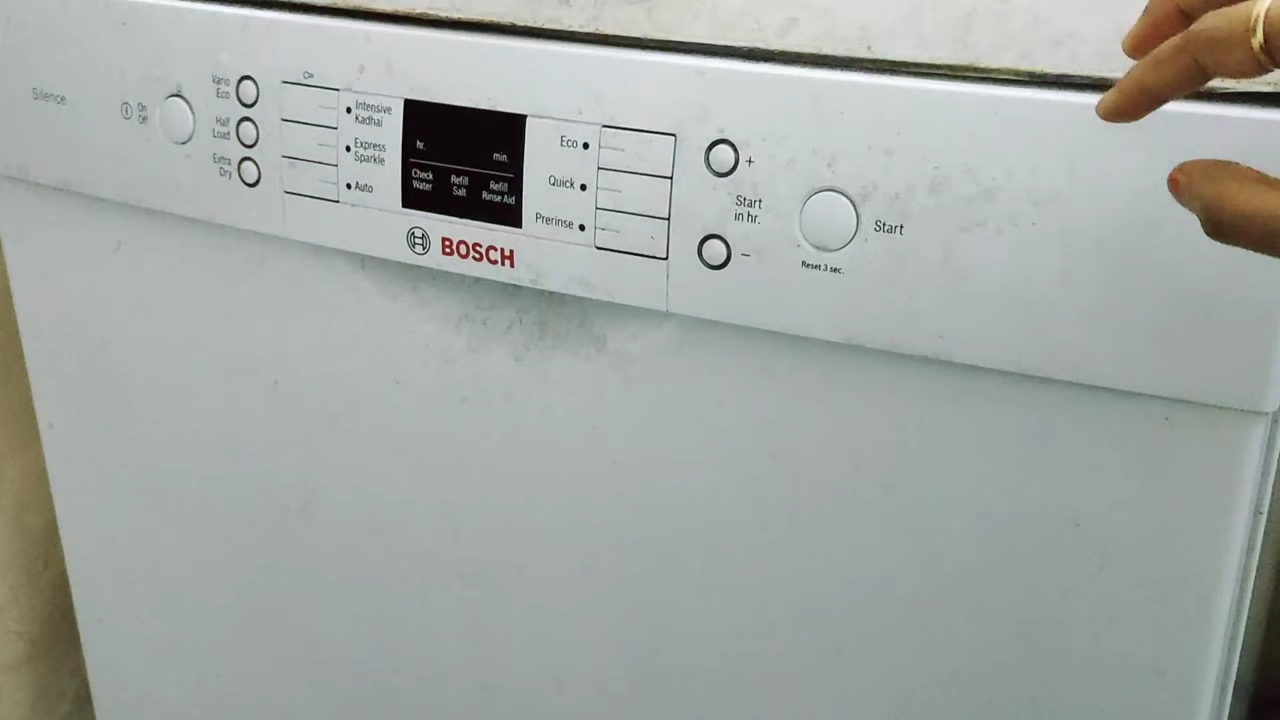 Silence
On
Off
Vario
Eco
Half
Load
Extra
Dry
Intensive
Kadhai
Express
Sparkle
Auto
hr.
min.
Check
Water
Refill
Salt
Refill
Rinse Aid
BOSCH
Eco
Quick
Prerinse
+
Start
in hr.
-
Start
Reset 3 sec.